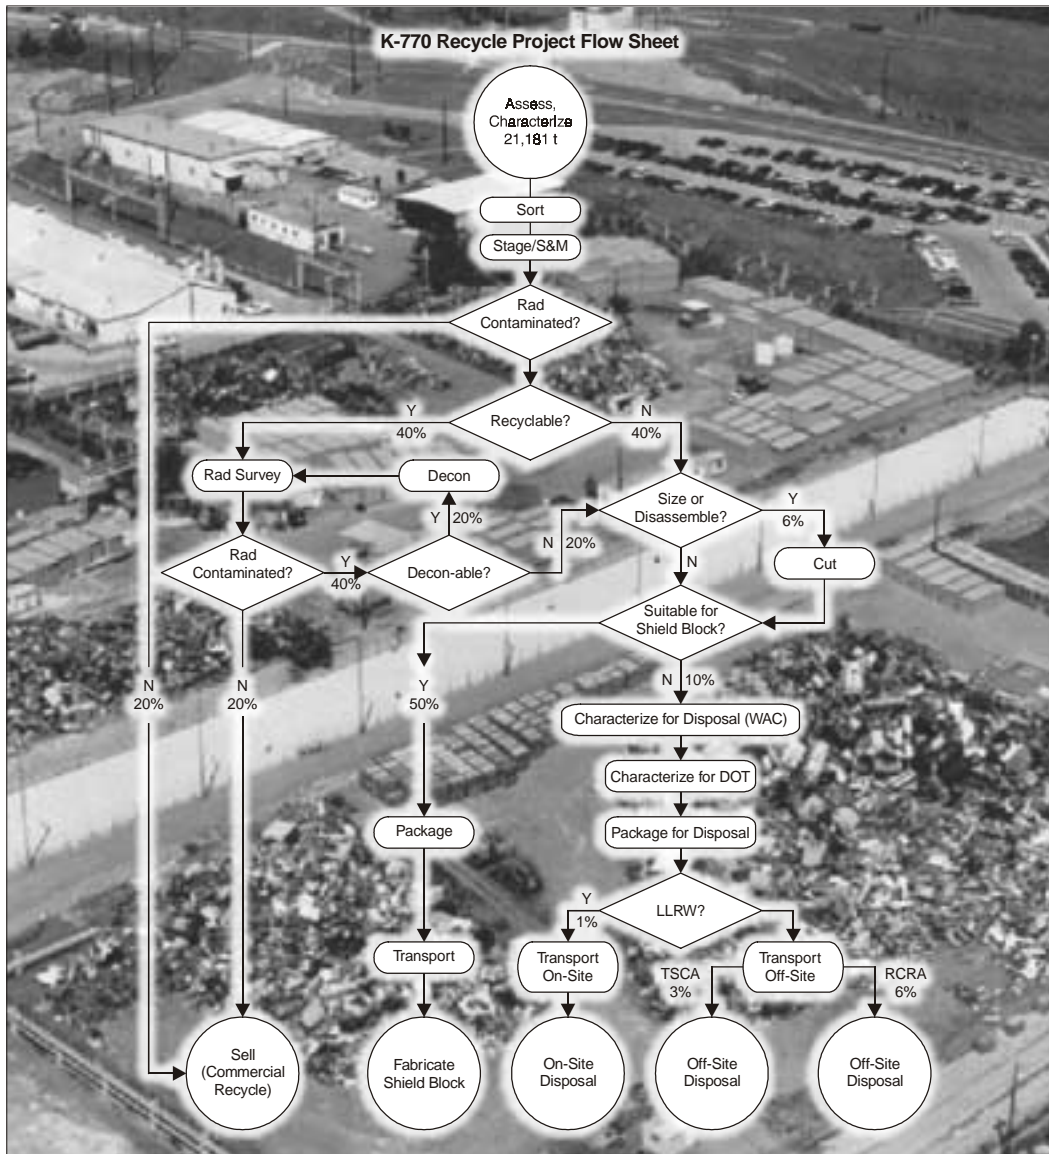 K-770 Recycle Project Flow Sheet
Assess,
Characterize
21,181 t
Sort
Stage/S&M
Rad
Contaminated?
Recyclable?
Y
40%
N
40%
Rad Survey
Decon
Y 20%
Size or
Disassemble?
Y
6%
Rad
Contaminated?
Y
40%
Decon-able?
N 20%
N
Cut
Suitable for
Shield Block?
N
20%
N
20%
Y
50%
N 10%
Characterize for Disposal (WAC)
Characterize for DOT
Package
Package for Disposal
LLRW?
Y
1%
Transport
Transport
On-Site
TSCA
3%
Transport
Off-Site
RCRA
6%
Sell
(Commercial
Recycle)
Fabricate
Shield Block
On-Site
Disposal
Off-Site
Disposal
Off-Site
Disposal